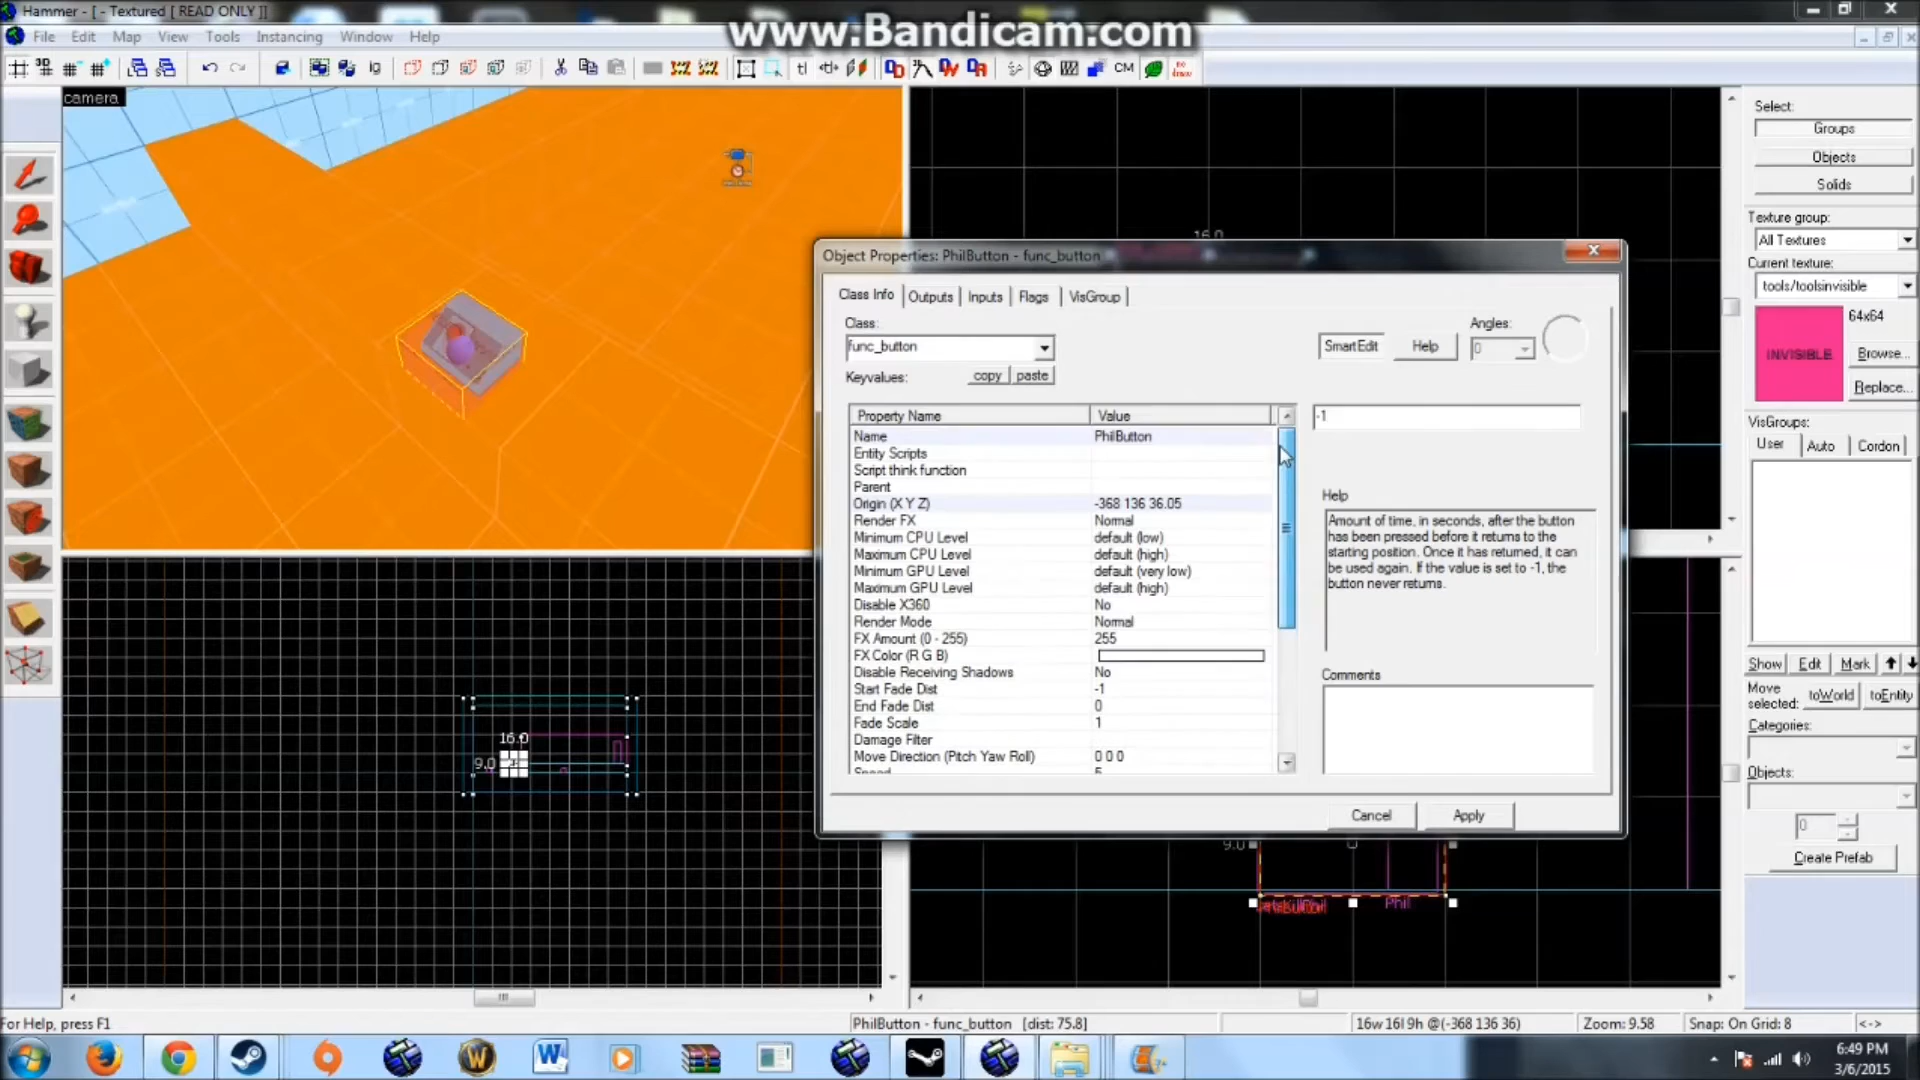 Hammer - [ - Textured [ READ ONLY ]]
www.Bandicam.com
File Edit Map View Tools Instancing Window Help
ig
tl
CM
camera
16.0
Select:
Groups
Objects
Solids
Texture group:
All Textures
Current texture:
tools/toolsinvisible
64x64
INVISIBLE
Browse...
Replace...
VisGroups:
User Auto Cordon
Show Edit Mark
Move selected: toWorld toEntity
Categories:
Objects:
0
Create Prefab
Object Properties: PhilButton - func_button
Class Info Outputs Inputs Flags VisGroup
Class:
func_button
SmartEdit Help
Angles:
0
Keyvalues: copy paste
Property Name Value
-1
Name PhilButton
Entity Scripts
Script think function
Parent
Origin (X Y Z) -368 136 36.05
Render FX Normal
Minimum CPU Level default (low)
Maximum CPU Level default (high)
Minimum GPU Level default (very low)
Maximum GPU Level default (high)
Disable X360 No
Render Mode Normal
FX Amount (0 - 255) 255
FX Color (R G B)
Disable Receiving Shadows No
Start Fade Dist -1
End Fade Dist 0
Fade Scale 1
Damage Filter
Move Direction (Pitch Yaw Roll) 0 0 0
Speed 5
Help
Amount of time, in seconds, after the button
has been pressed before it returns to the
starting position. Once it has returned, it can
be used again. If the value is set to -1, the
button never returns.
Comments
Cancel Apply
16.0
9.0
9.0
Phil
For Help, press F1
PhilButton - func_button [dist: 75.8]
16w 16l 9h @(-368 136 36)
Zoom: 9.58
Snap: On Grid: 8
<->
6:49 PM
3/6/2015